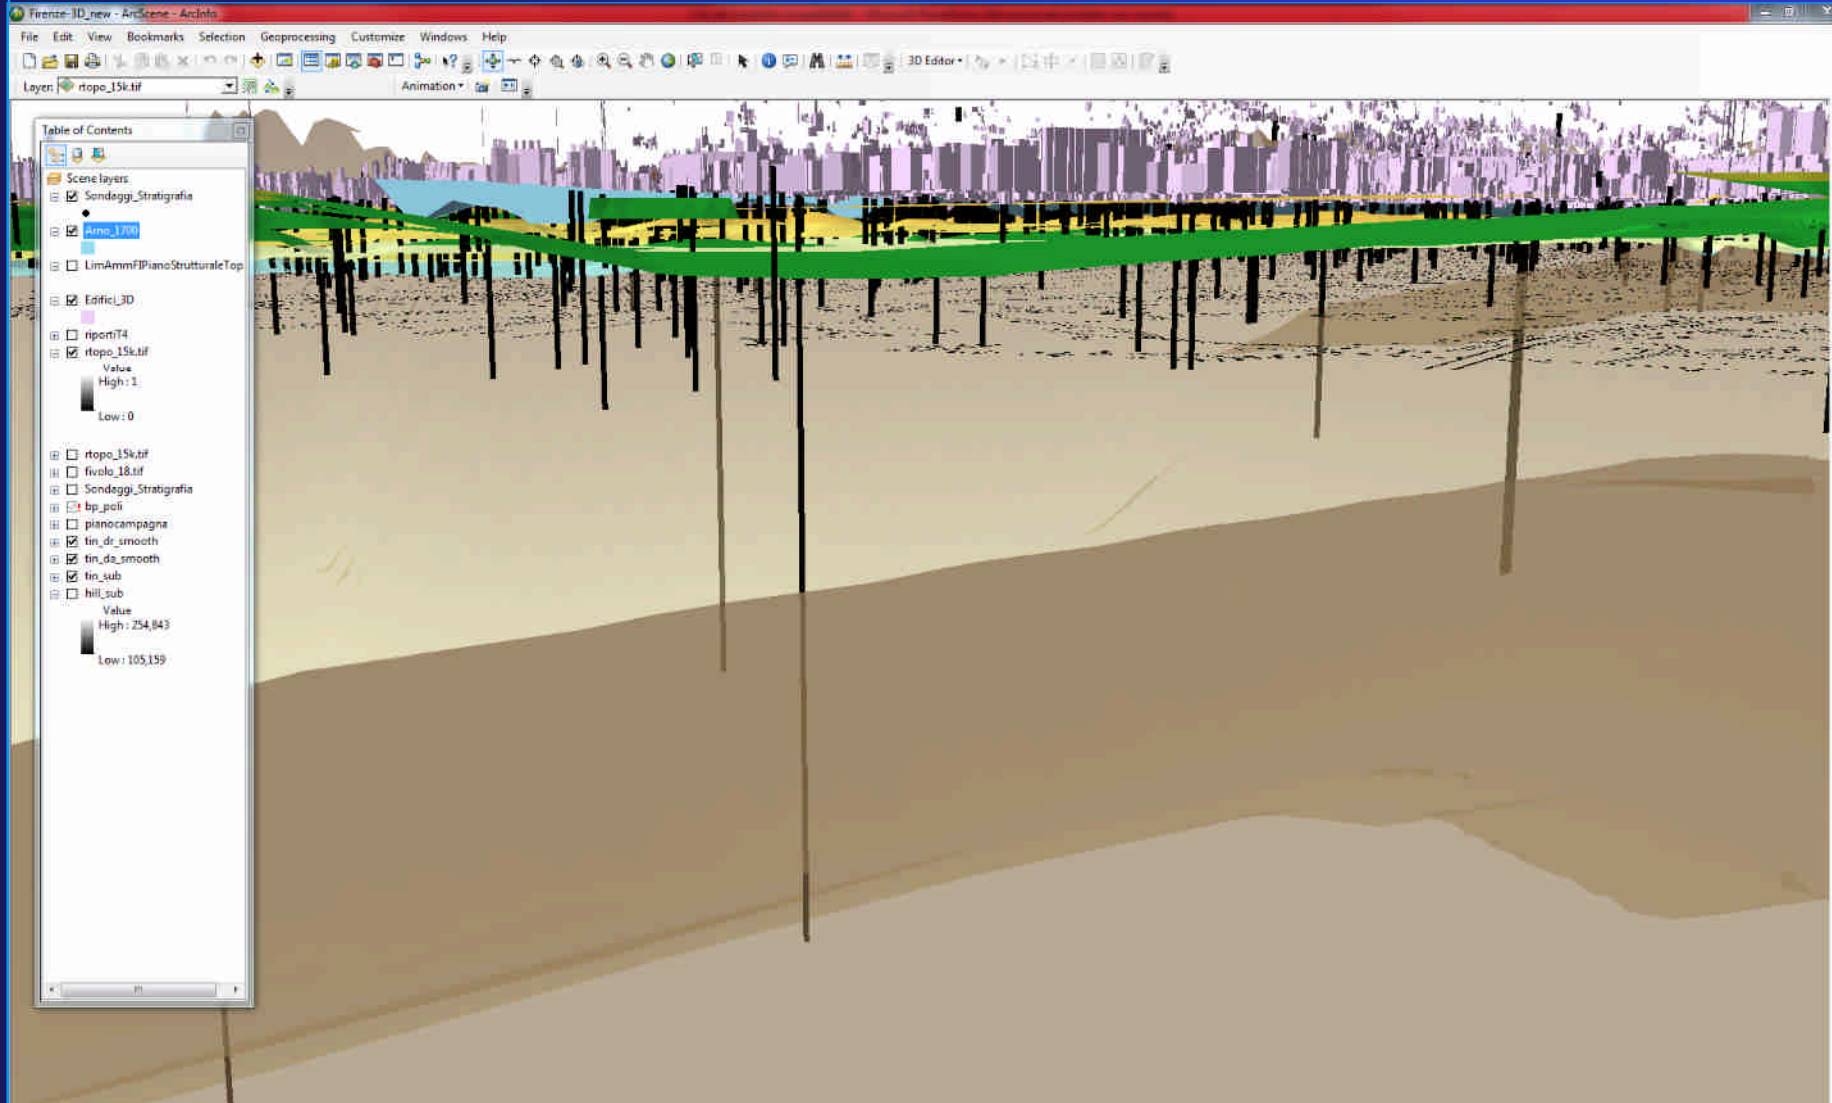 Firenze-3D_new - ArcScene - ArcInfo
File Edit View Bookmarks Selection Geoprocessing Customize Windows Help
3D Editor
Layer: rtopo_15k.tif
Animation
Table of Contents
Scene layers
Sondaggi_Stratigrafia
Arno_1700
LimAmmFIPianoStrutturaleTop
Edifici_3D
riportiT4
rtopo_15k.tif
Value
High : 1
Low : 0
rtopo_15k.tif
fivolo_18.tif
Sondaggi_Stratigrafia
bp_poli
pianocampagna
tin_dr_smooth
tin_da_smooth
tin_sub
hill_sub
Value
High : 254,843
Low : 105,159